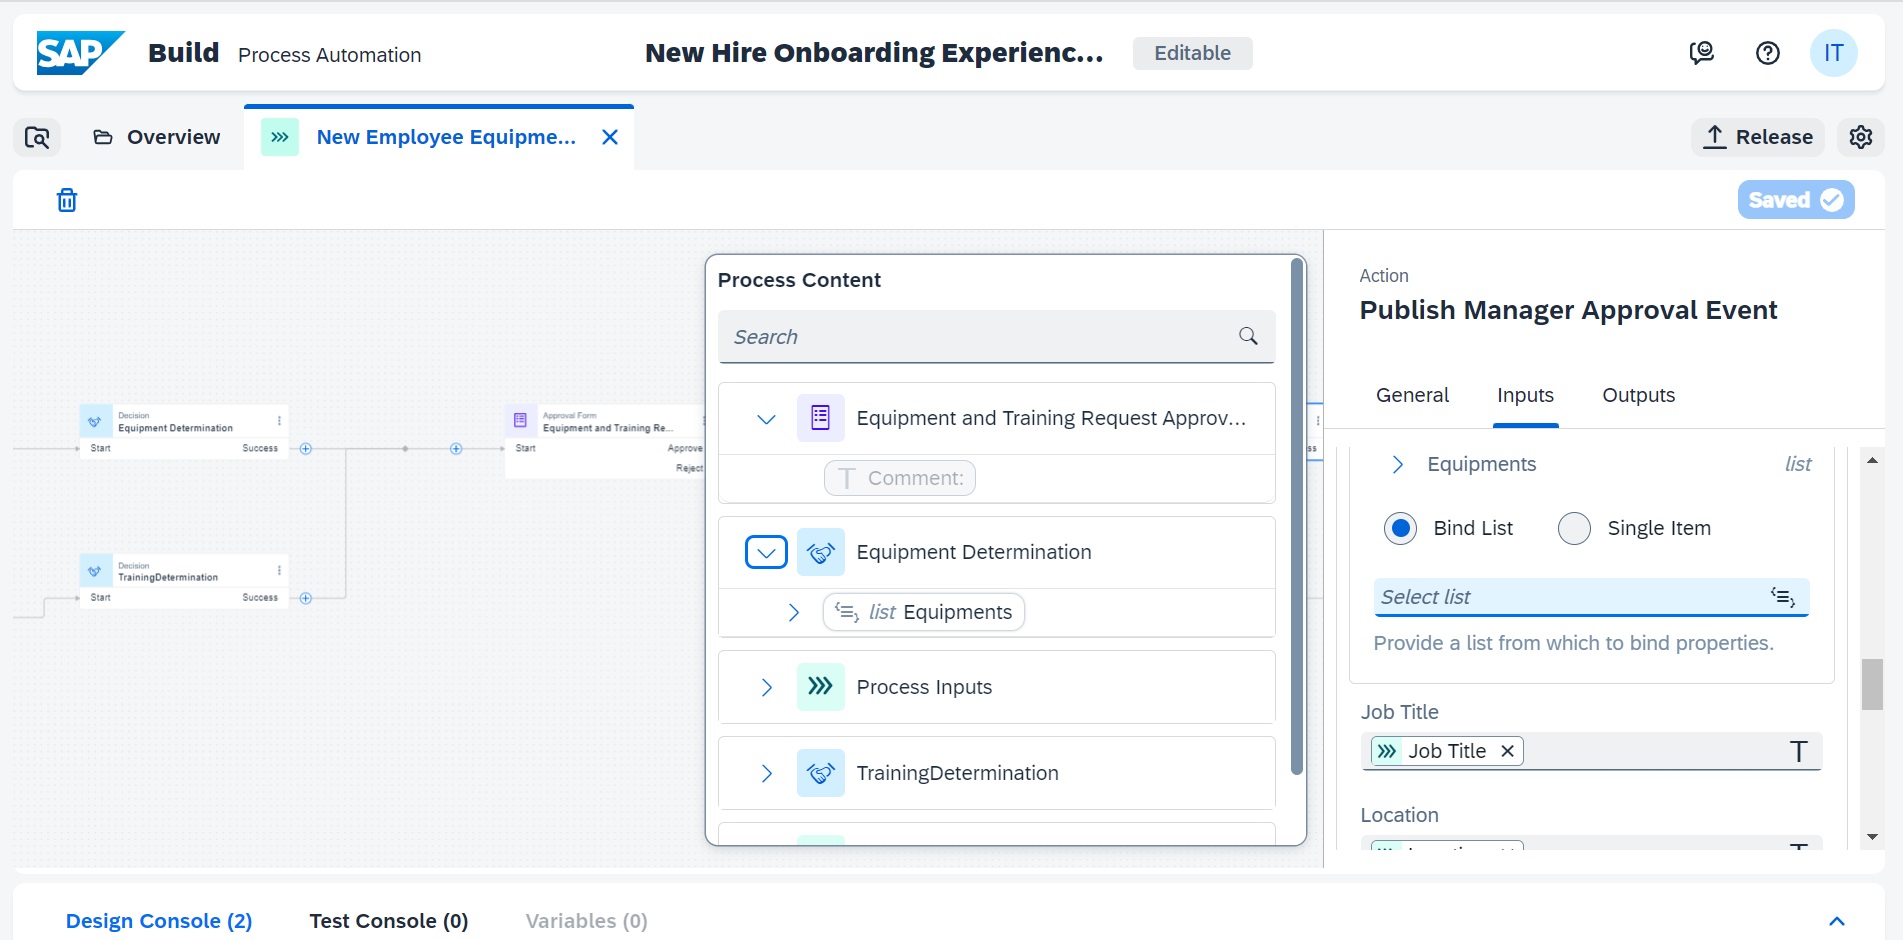 SAP Build Process Automation New Hire Onboarding Experienc... Editable IT
Overview New Employee Equipme... Release
Saved
Process Content
Search
Equipment and Training Request Approv...
Comment:
Equipment Determination
list Equipments
Process Inputs
TrainingDetermination
Decision
Equipment Determination
Start Success
Approval Form
Equipment and Training Re...
Start Approve
Reject
ss
Decision
TrainingDetermination
Start Success
Action
Publish Manager Approval Event
General Inputs Outputs
Equipments list
Bind List Single Item
Select list
Provide a list from which to bind properties.
Job Title
Job Title
Location
Design Console (2) Test Console (0) Variables (0)